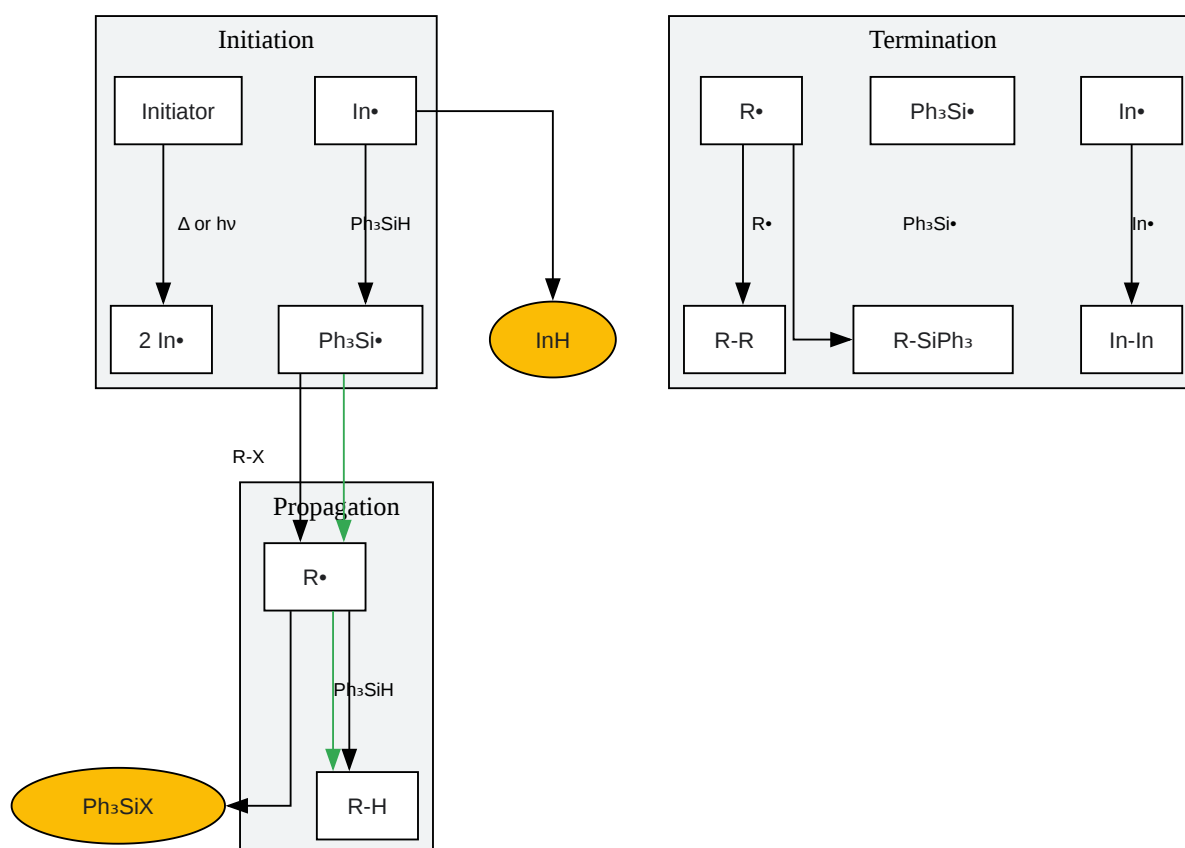 Initiation
Initiator
In•
Δ or hν
Ph₃SiH
2 In•
Ph₃Si•
InH
R-X
Propagation
R•
Ph₃SiH
Ph₃SiX
R-H
Termination
R•
Ph₃Si•
In•
R•
Ph₃Si•
In•
R-R
R-SiPh₃
In-In